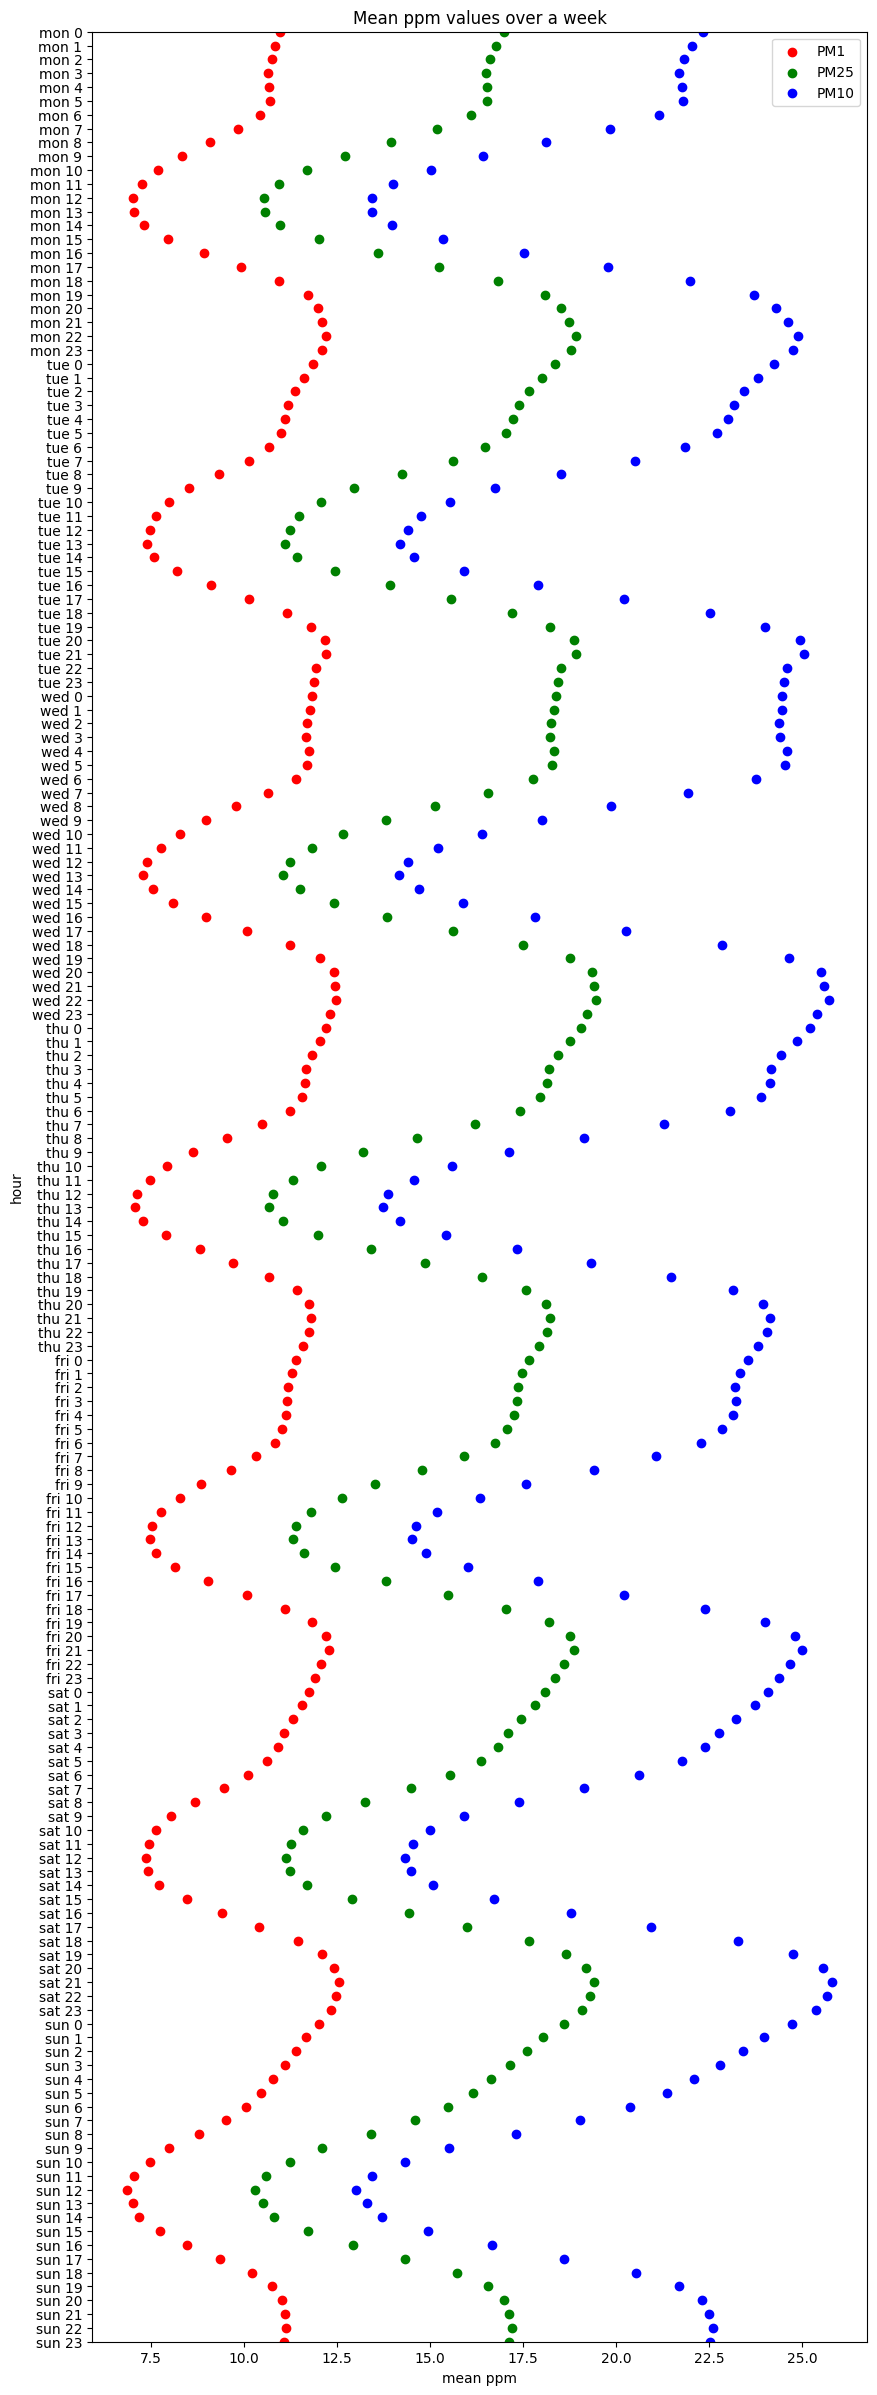 Mean ppm values over a week
PM1
PM25
PM10
mon 0
mon 1
mon 2
mon 3
mon 4
mon 5
mon 6
mon 7
mon 8
mon 9
mon 10
mon 11
mon 12
mon 13
mon 14
mon 15
mon 16
mon 17
mon 18
mon 19
mon 20
mon 21
mon 22
mon 23
tue 0
tue 1
tue 2
tue 3
tue 4
tue 5
tue 6
tue 7
tue 8
tue 9
tue 10
tue 11
tue 12
tue 13
tue 14
tue 15
tue 16
tue 17
tue 18
tue 19
tue 20
tue 21
tue 22
tue 23
wed 0
wed 1
wed 2
wed 3
wed 4
wed 5
wed 6
wed 7
wed 8
wed 9
wed 10
wed 11
wed 12
wed 13
wed 14
wed 15
wed 16
wed 17
wed 18
wed 19
wed 20
wed 21
wed 22
wed 23
thu 0
thu 1
thu 2
thu 3
thu 4
thu 5
thu 6
thu 7
thu 8
thu 9
thu 10
thu 11
thu 12
thu 13
thu 14
thu 15
thu 16
thu 17
thu 18
thu 19
thu 20
thu 21
thu 22
thu 23
fri 0
fri 1
fri 2
fri 3
fri 4
fri 5
fri 6
fri 7
fri 8
fri 9
fri 10
fri 11
fri 12
fri 13
fri 14
fri 15
fri 16
fri 17
fri 18
fri 19
fri 20
fri 21
fri 22
fri 23
sat 0
sat 1
sat 2
sat 3
sat 4
sat 5
sat 6
sat 7
sat 8
sat 9
sat 10
sat 11
sat 12
sat 13
sat 14
sat 15
sat 16
sat 17
sat 18
sat 19
sat 20
sat 21
sat 22
sat 23
sun 0
sun 1
sun 2
sun 3
sun 4
sun 5
sun 6
sun 7
sun 8
sun 9
sun 10
sun 11
sun 12
sun 13
sun 14
sun 15
sun 16
sun 17
sun 18
sun 19
sun 20
sun 21
sun 22
sun 23
hour
7.5 10.0 12.5 15.0 17.5 20.0 22.5 25.0
mean ppm